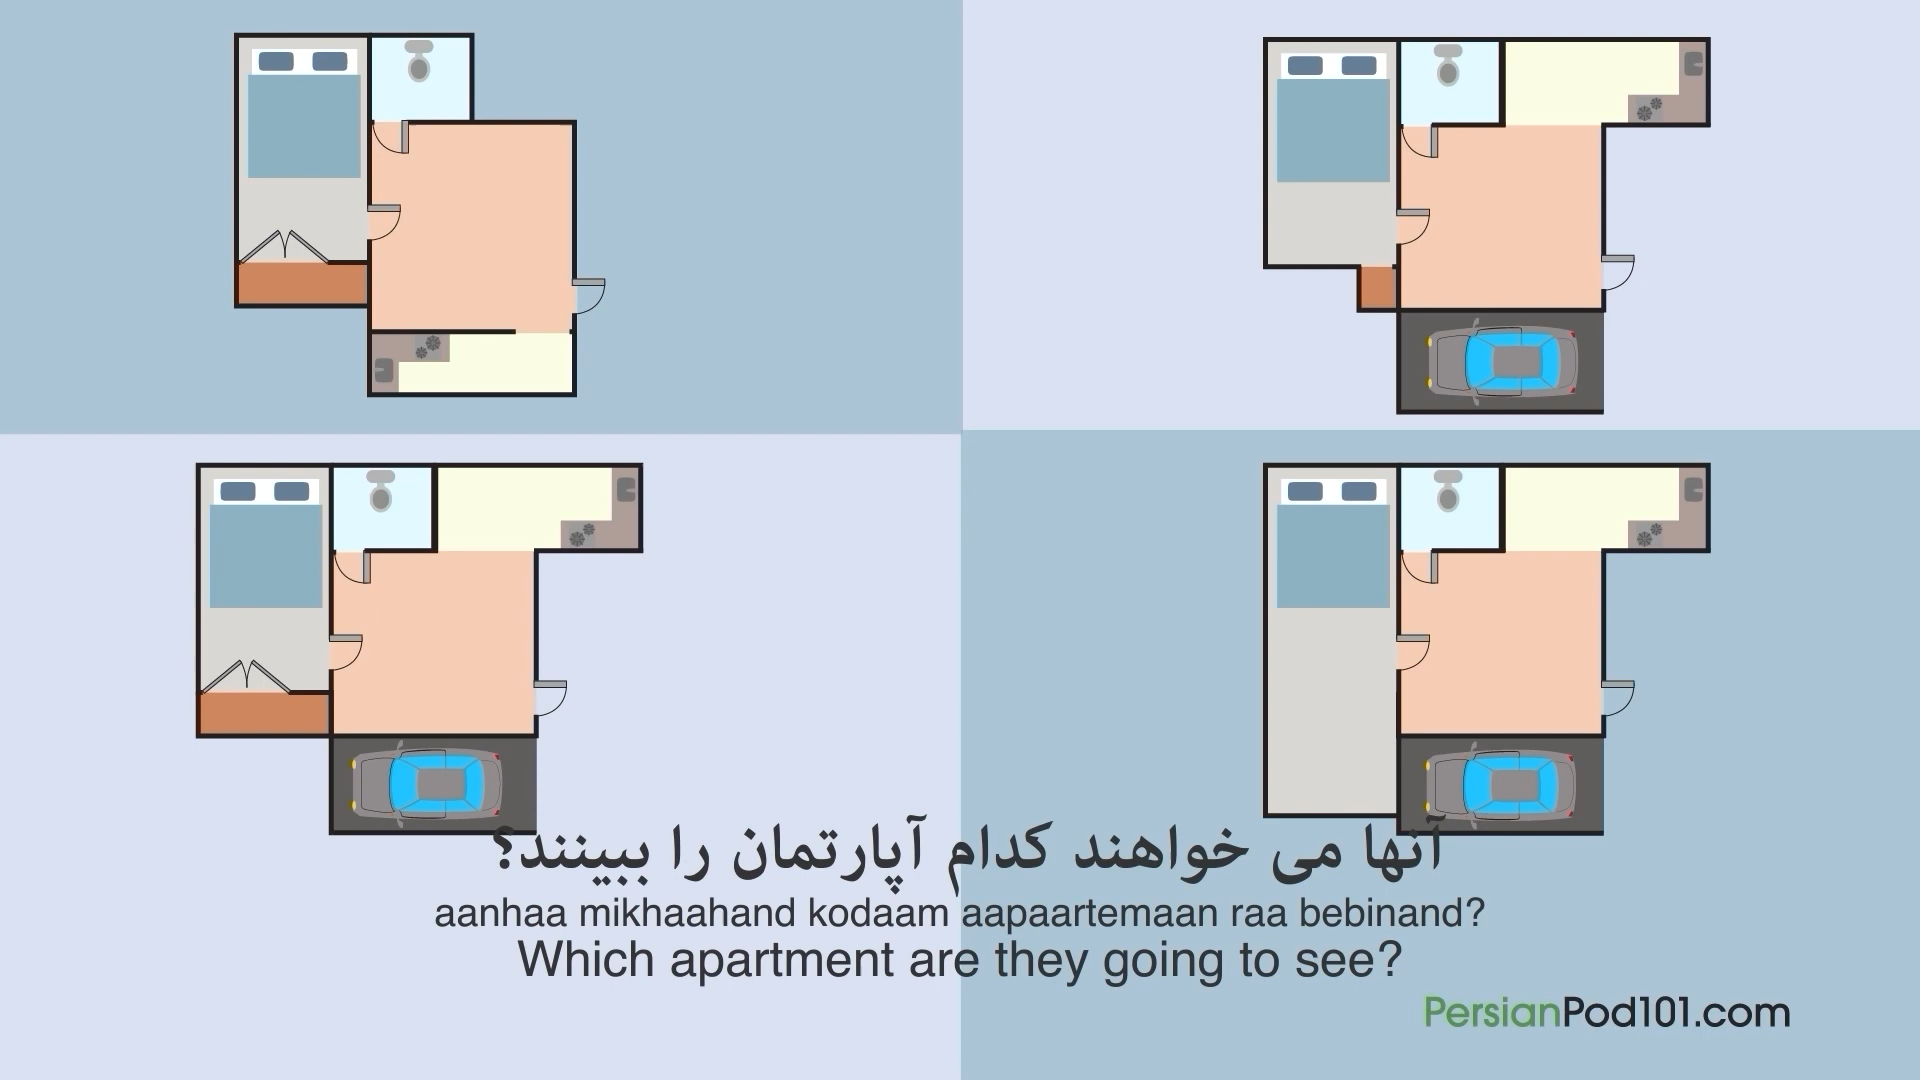 آنها می خواهند کدام آپارتمان را ببینند؟
aanhaa mikhaahand kodaam aapaartemaan raa bebinand?
Which apartment are they going to see?
PersianPod101.com